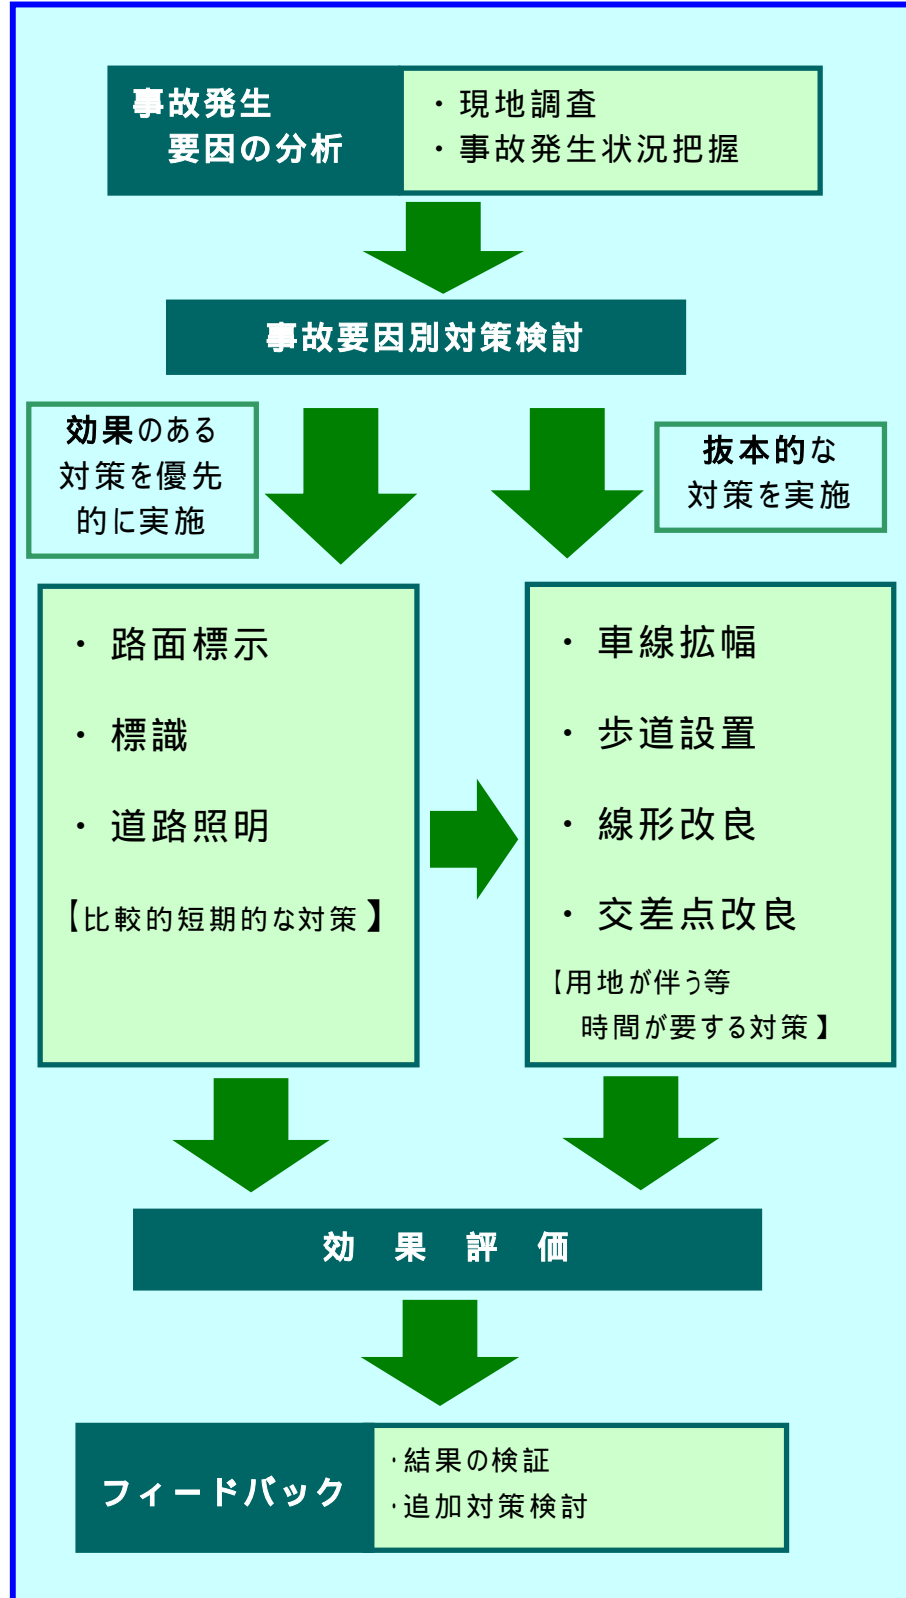 事故発生
要因の分析
・現地調査
・事故発生状況把握
事故要因別対策検討
効果のある
対策を優先
的に実施
抜本的な
対策を実施
・ 路面標示
・ 標識
・ 道路照明
【比較的短期的な対策】
・ 車線拡幅
・ 歩道設置
・ 線形改良
・ 交差点改良
【用地が伴う等
時間が要する対策】
効　果　評　価
フィードバック
・結果の検証
・追加対策検討